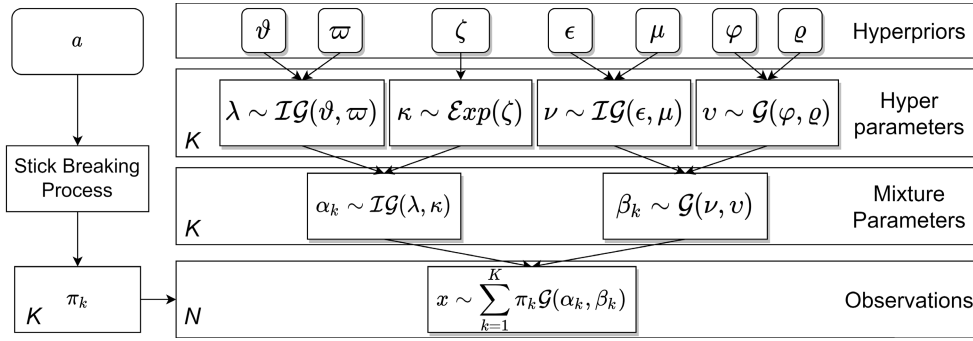 a
Stick Breaking
Process
π_k
K
ϑ ϖ ζ ϵ μ φ ϱ Hyperpriors
λ ∼ 𝓘𝓖(ϑ, ϖ) κ ∼ 𝓔xp(ζ) ν ∼ 𝓘𝓖(ϵ, μ) υ ∼ 𝓖(φ, ϱ)
Hyper
parameters
K
α_k ∼ 𝓘𝓖(λ, κ) β_k ∼ 𝓖(ν, υ)
Mixture
Parameters
K
x ∼ ∑_{k=1}^{K} π_k 𝓖(α_k, β_k)
Observations
N